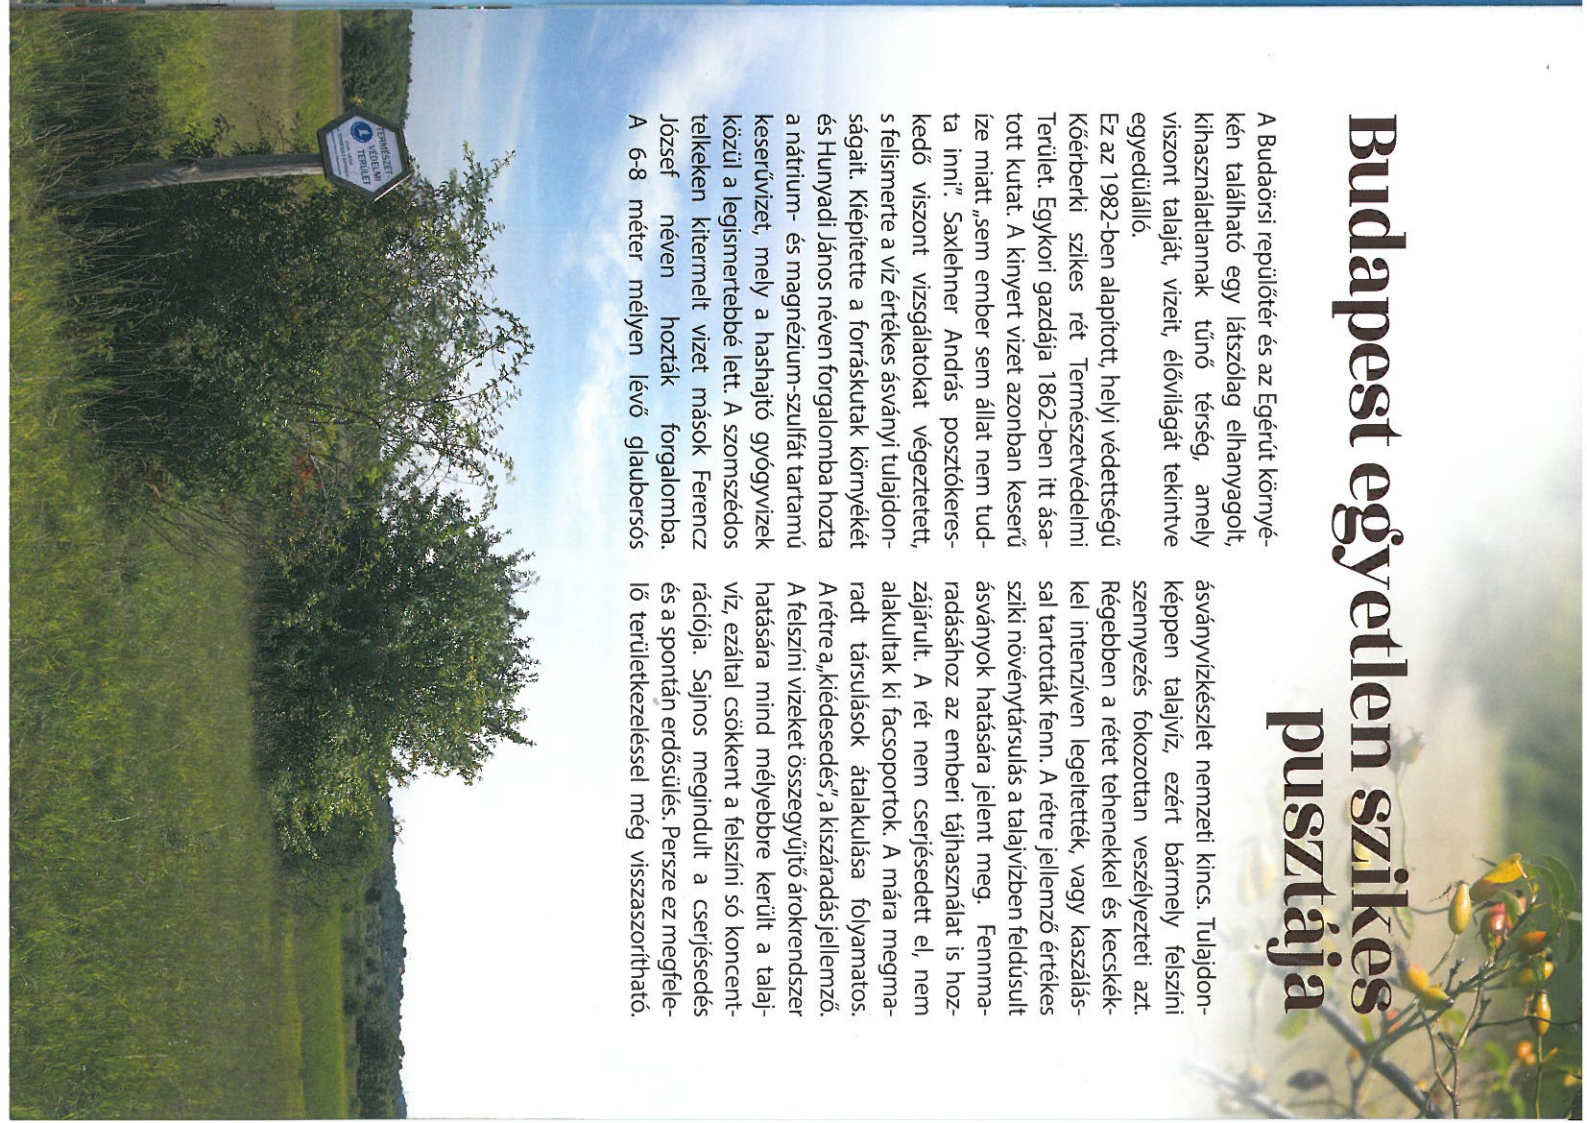 Budapest egyetlen szikes
pusztája
A Budaörsi repülőtér és az Egérút környé-
kén található egy látszólag elhanyagolt,
kihasználatlannak tűnő térség, amely
viszont talaját, vizeit, élővilágát tekintve
egyedülálló.
Ez az 1982-ben alapított, helyi védettségű
Kőérberki szikes rét Természetvédelmi
Terület. Egykori gazdája 1862-ben itt ása-
tott kutat. A kinyert vizet azonban keserű
íze miatt „sem ember sem állat nem tud-
ta inni”. Saxlehner András posztókeres-
kedő viszont vizsgálatokat végeztetett,
s felismerte a víz értékes ásványi tulajdon-
ságait. Kiépítette a forráskutak környékét
és Hunyadi János néven forgalomba hozta
a nátrium- és magnézium-szulfát tartamú
keserűvizet, mely a hashajtó gyógyvizek
közül a legismertebbé lett. A szomszédos
telkeken kitermelt vizet mások Ferencz
József néven hozták forgalomba.
A 6-8 méter mélyen lévő glaubersós
ásványvízkészlet nemzeti kincs. Tulajdon-
képpen talajvíz, ezért bármely felszíni
szennyezés fokozottan veszélyezteti azt.
Régebben a rétet tehenekkel és kecskék-
kel intenzíven legeltették, vagy kaszálás-
sal tartották fenn. A rétre jellemző értékes
sziki növénytársulás a talajvízben feldúsult
ásványok hatására jelent meg. Fennma-
radásához az emberi tájhasználat is hoz-
zájárult. A rét nem cserjésedett el, nem
alakultak ki facsoportok. A mára megma-
radt társulások átalakulása folyamatos.
A rétre a „kiédesedés”, a kiszáradás jellemző.
A felszíni vizeket összegyűjtő árokrendszer
hatására mind mélyebbre került a talaj-
víz, ezáltal csökkent a felszíni só koncent-
rációja. Sajnos megindult a cserjésedés
és a spontán erdősülés. Persze ez megfele-
lő területkezeléssel még visszaszorítható.
TERMÉSZET-
VÉDELMI
TERÜLET